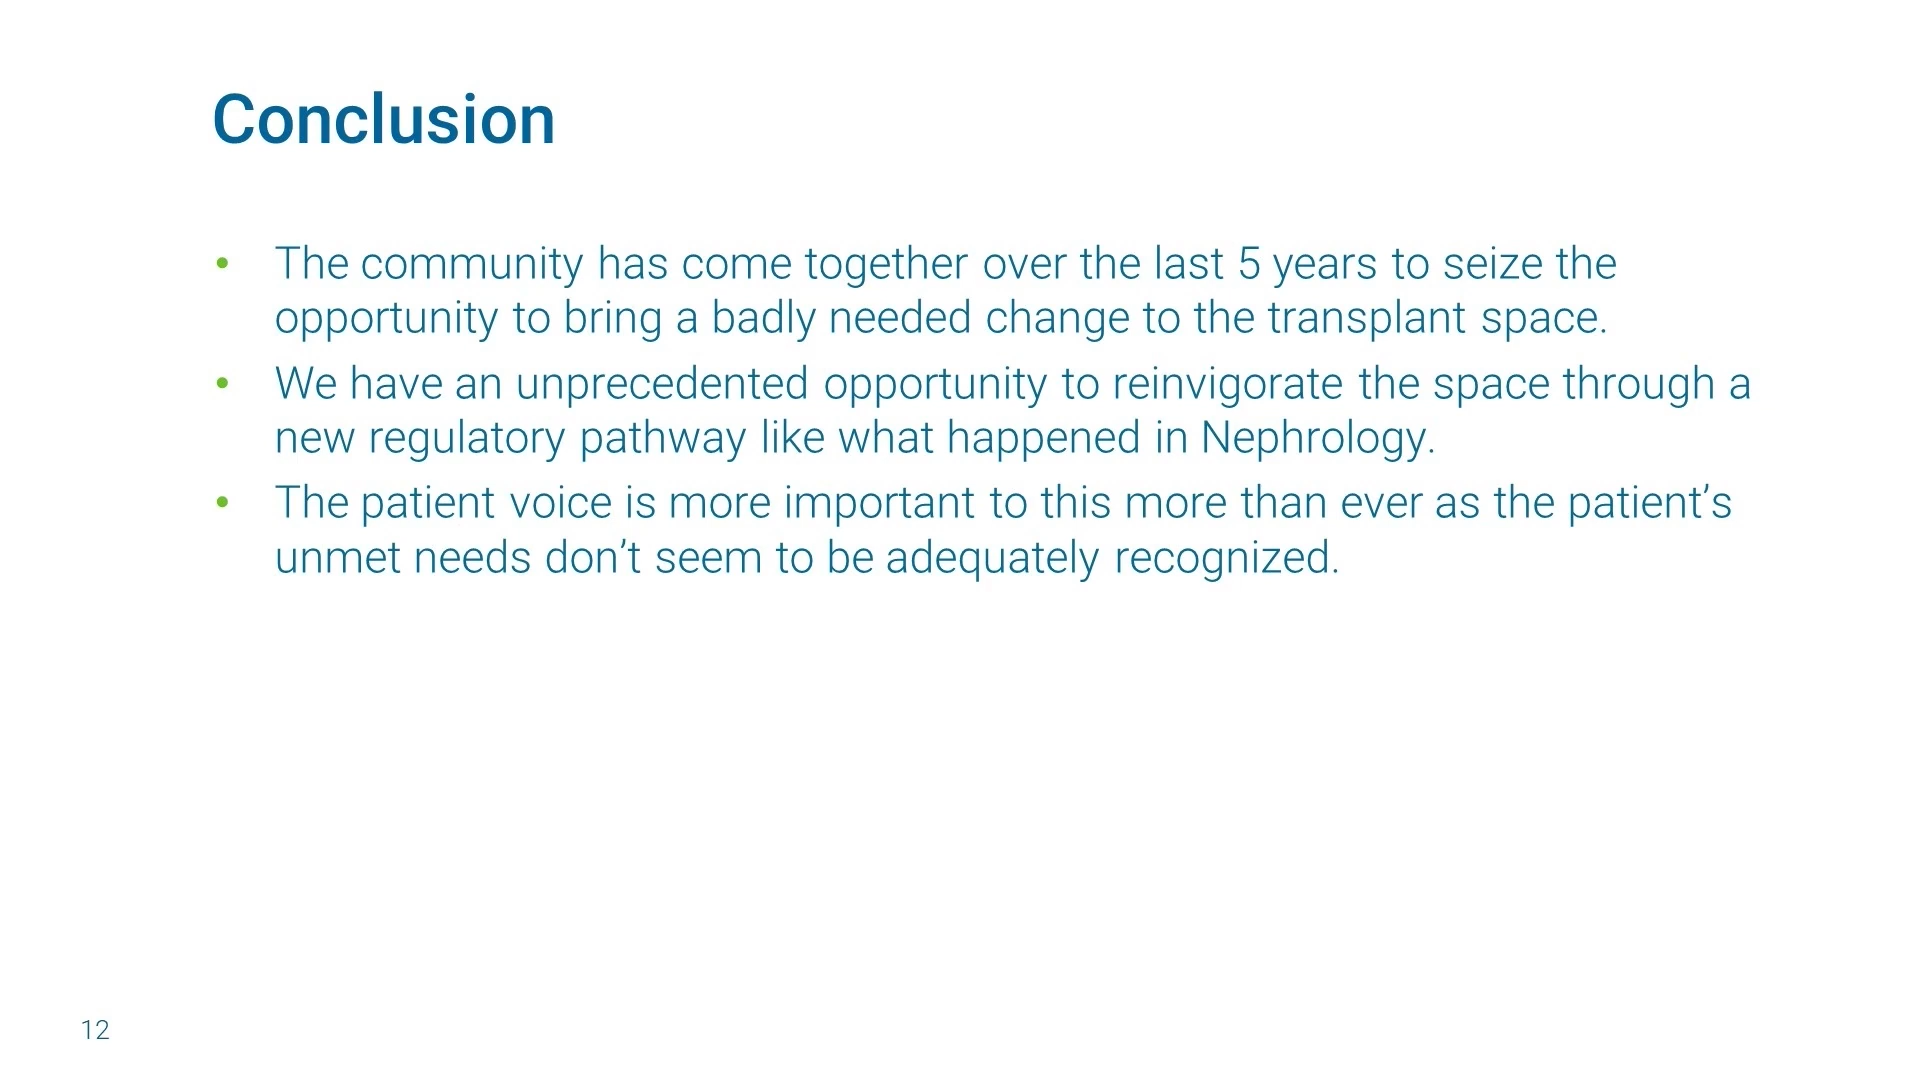 Conclusion
• The community has come together over the last 5 years to seize the
opportunity to bring a badly needed change to the transplant space.
• We have an unprecedented opportunity to reinvigorate the space through a
new regulatory pathway like what happened in Nephrology.
• The patient voice is more important to this more than ever as the patient’s
unmet needs don’t seem to be adequately recognized.
12